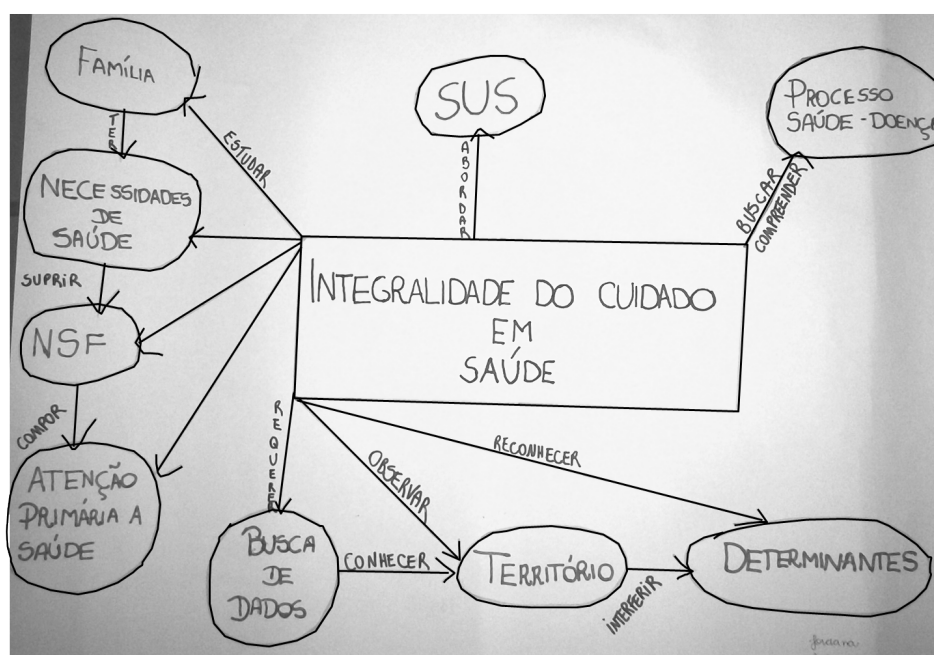 FAMÍLIA
TER
NECESSIDADES
DE
SAÚDE
SUPRIR
NSF
COMPOR
ATENÇÃO
PRIMÁRIA A
SAÚDE
ESTUDAR
SUS
ABORDAR
PROCESSO
SAÚDE-DOENÇA
BUSCAR
COMPREENDER
INTEGRALIDADE DO CUIDADO
EM
SAÚDE
REQUERER
OBSERVAR
RECONHECER
BUSCA
DE
DADOS
CONHECER
TERRITÓRIO
INTERFERIR
DETERMINANTES